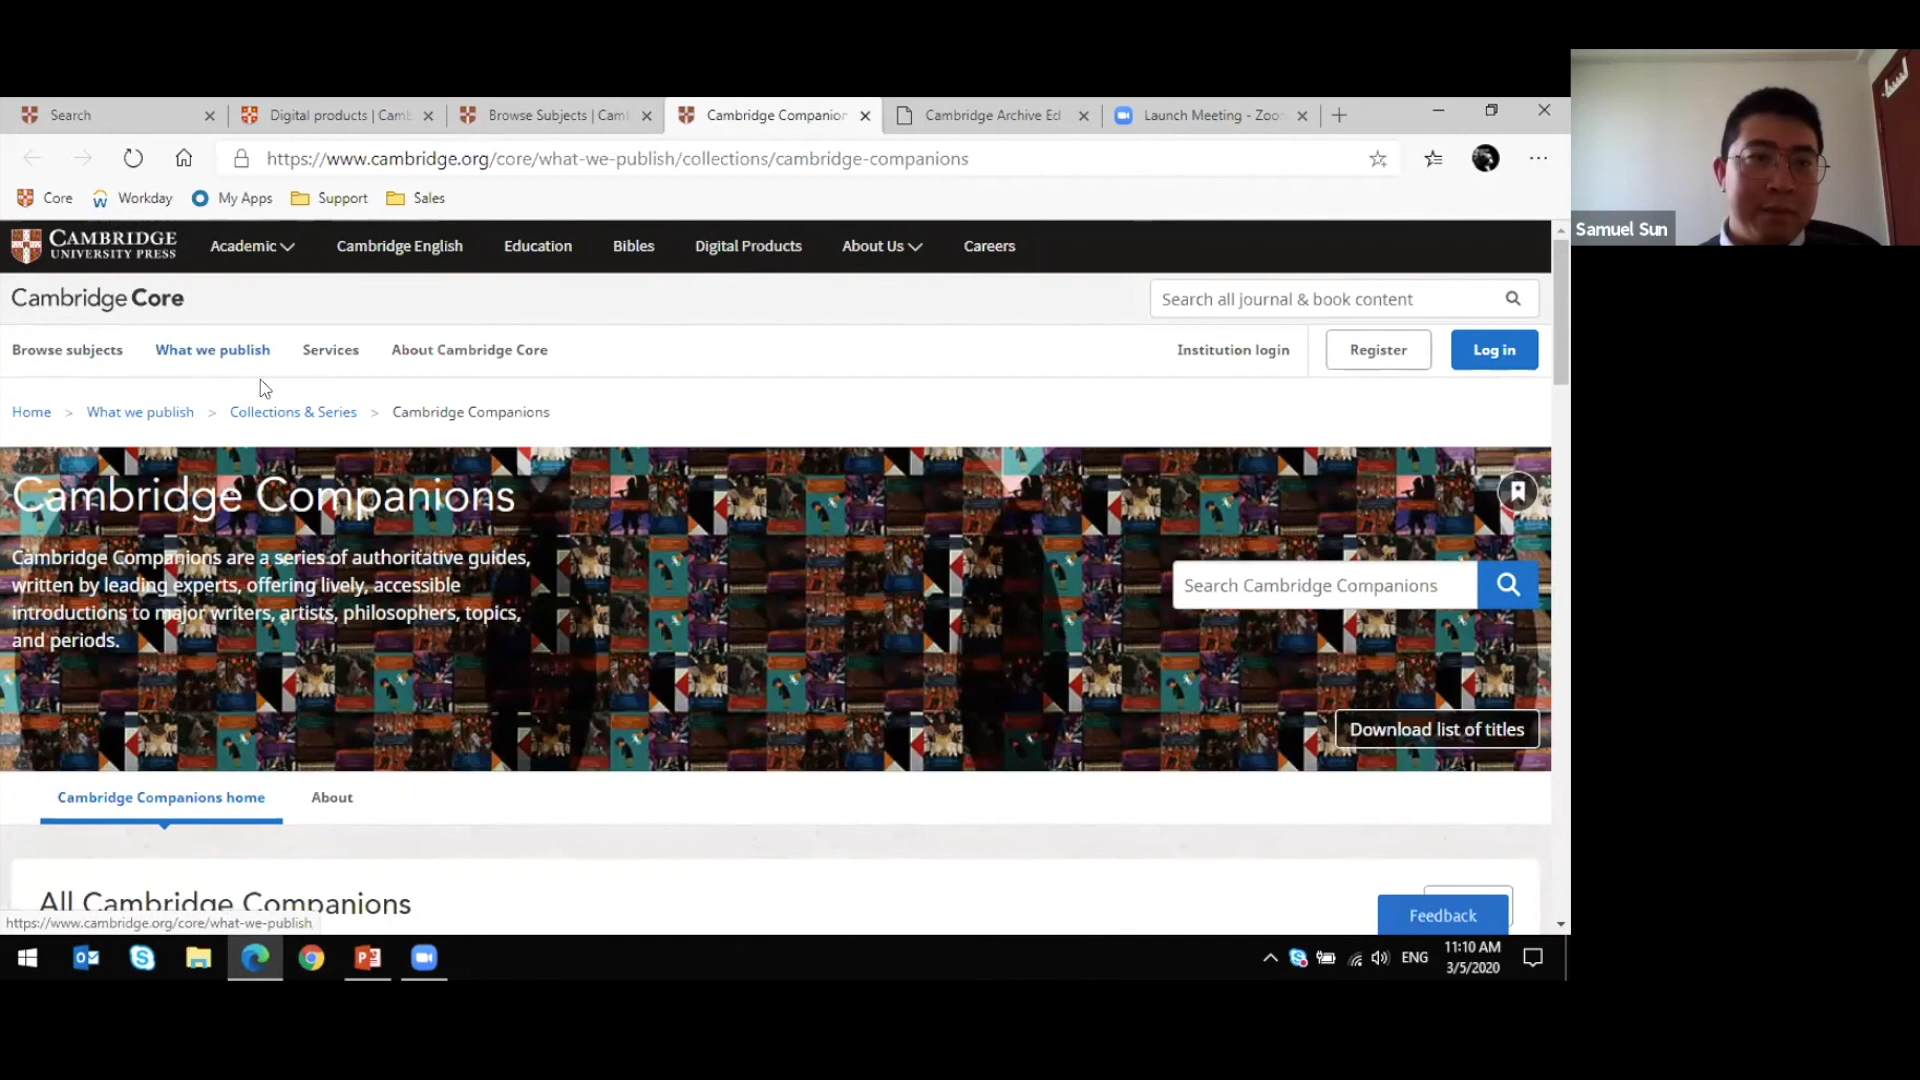 Search
Digital products | Caml
Browse Subjects | Caml
Cambridge Companion
Cambridge Archive Ed
Launch Meeting - Zoo
https://www.cambridge.org/core/what-we-publish/collections/cambridge-companions
Core
Workday
My Apps
Support
Sales
CAMBRIDGE
UNIVERSITY PRESS
Academic
Cambridge English
Education
Bibles
Digital Products
About Us
Careers
Samuel Sun
Cambridge Core
Search all journal & book content
Browse subjects
What we publish
Services
About Cambridge Core
Institution login
Register
Log in
Home > What we publish > Collections & Series > Cambridge Companions
Cambridge Companions
Cambridge Companions are a series of authoritative guides,
written by leading experts, offering lively, accessible
introductions to major writers, artists, philosophers, topics,
and periods.
Search Cambridge Companions
Download list of titles
Cambridge Companions home
About
All Cambridge Companions
Feedback
https://www.cambridge.org/core/what-we-publish
ENG
11:10 AM
3/5/2020